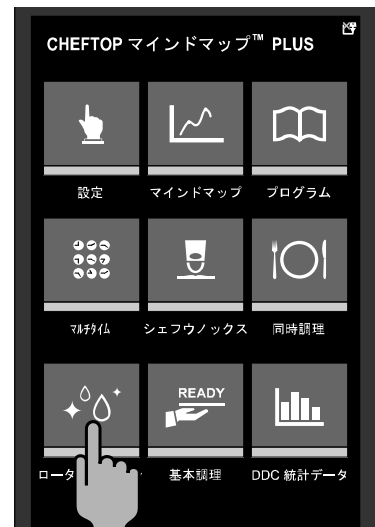 CHEFTOP マインドマップ™ PLUS
設定 マインドマップ プログラム
ﾏﾙﾁﾀｲﾑ シェフウノックス 同時調理
READY
ロータ 基本調理 DDC 統計データ